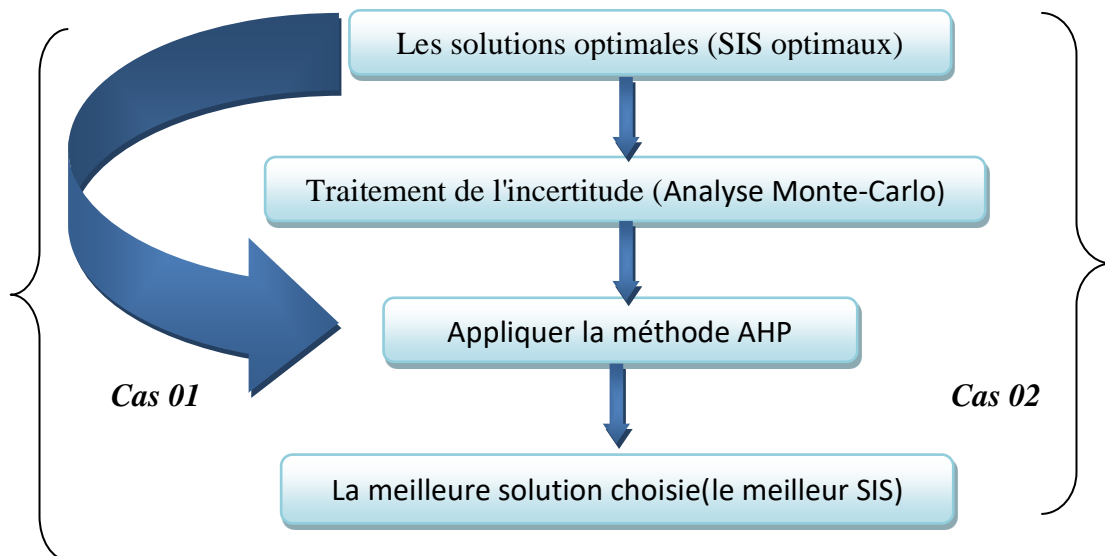 Les solutions optimales (SIS optimaux)
Traitement de l'incertitude (Analyse Monte-Carlo)
Appliquer la méthode AHP
Cas 01
Cas 02
La meilleure solution choisie(le meilleur SIS)